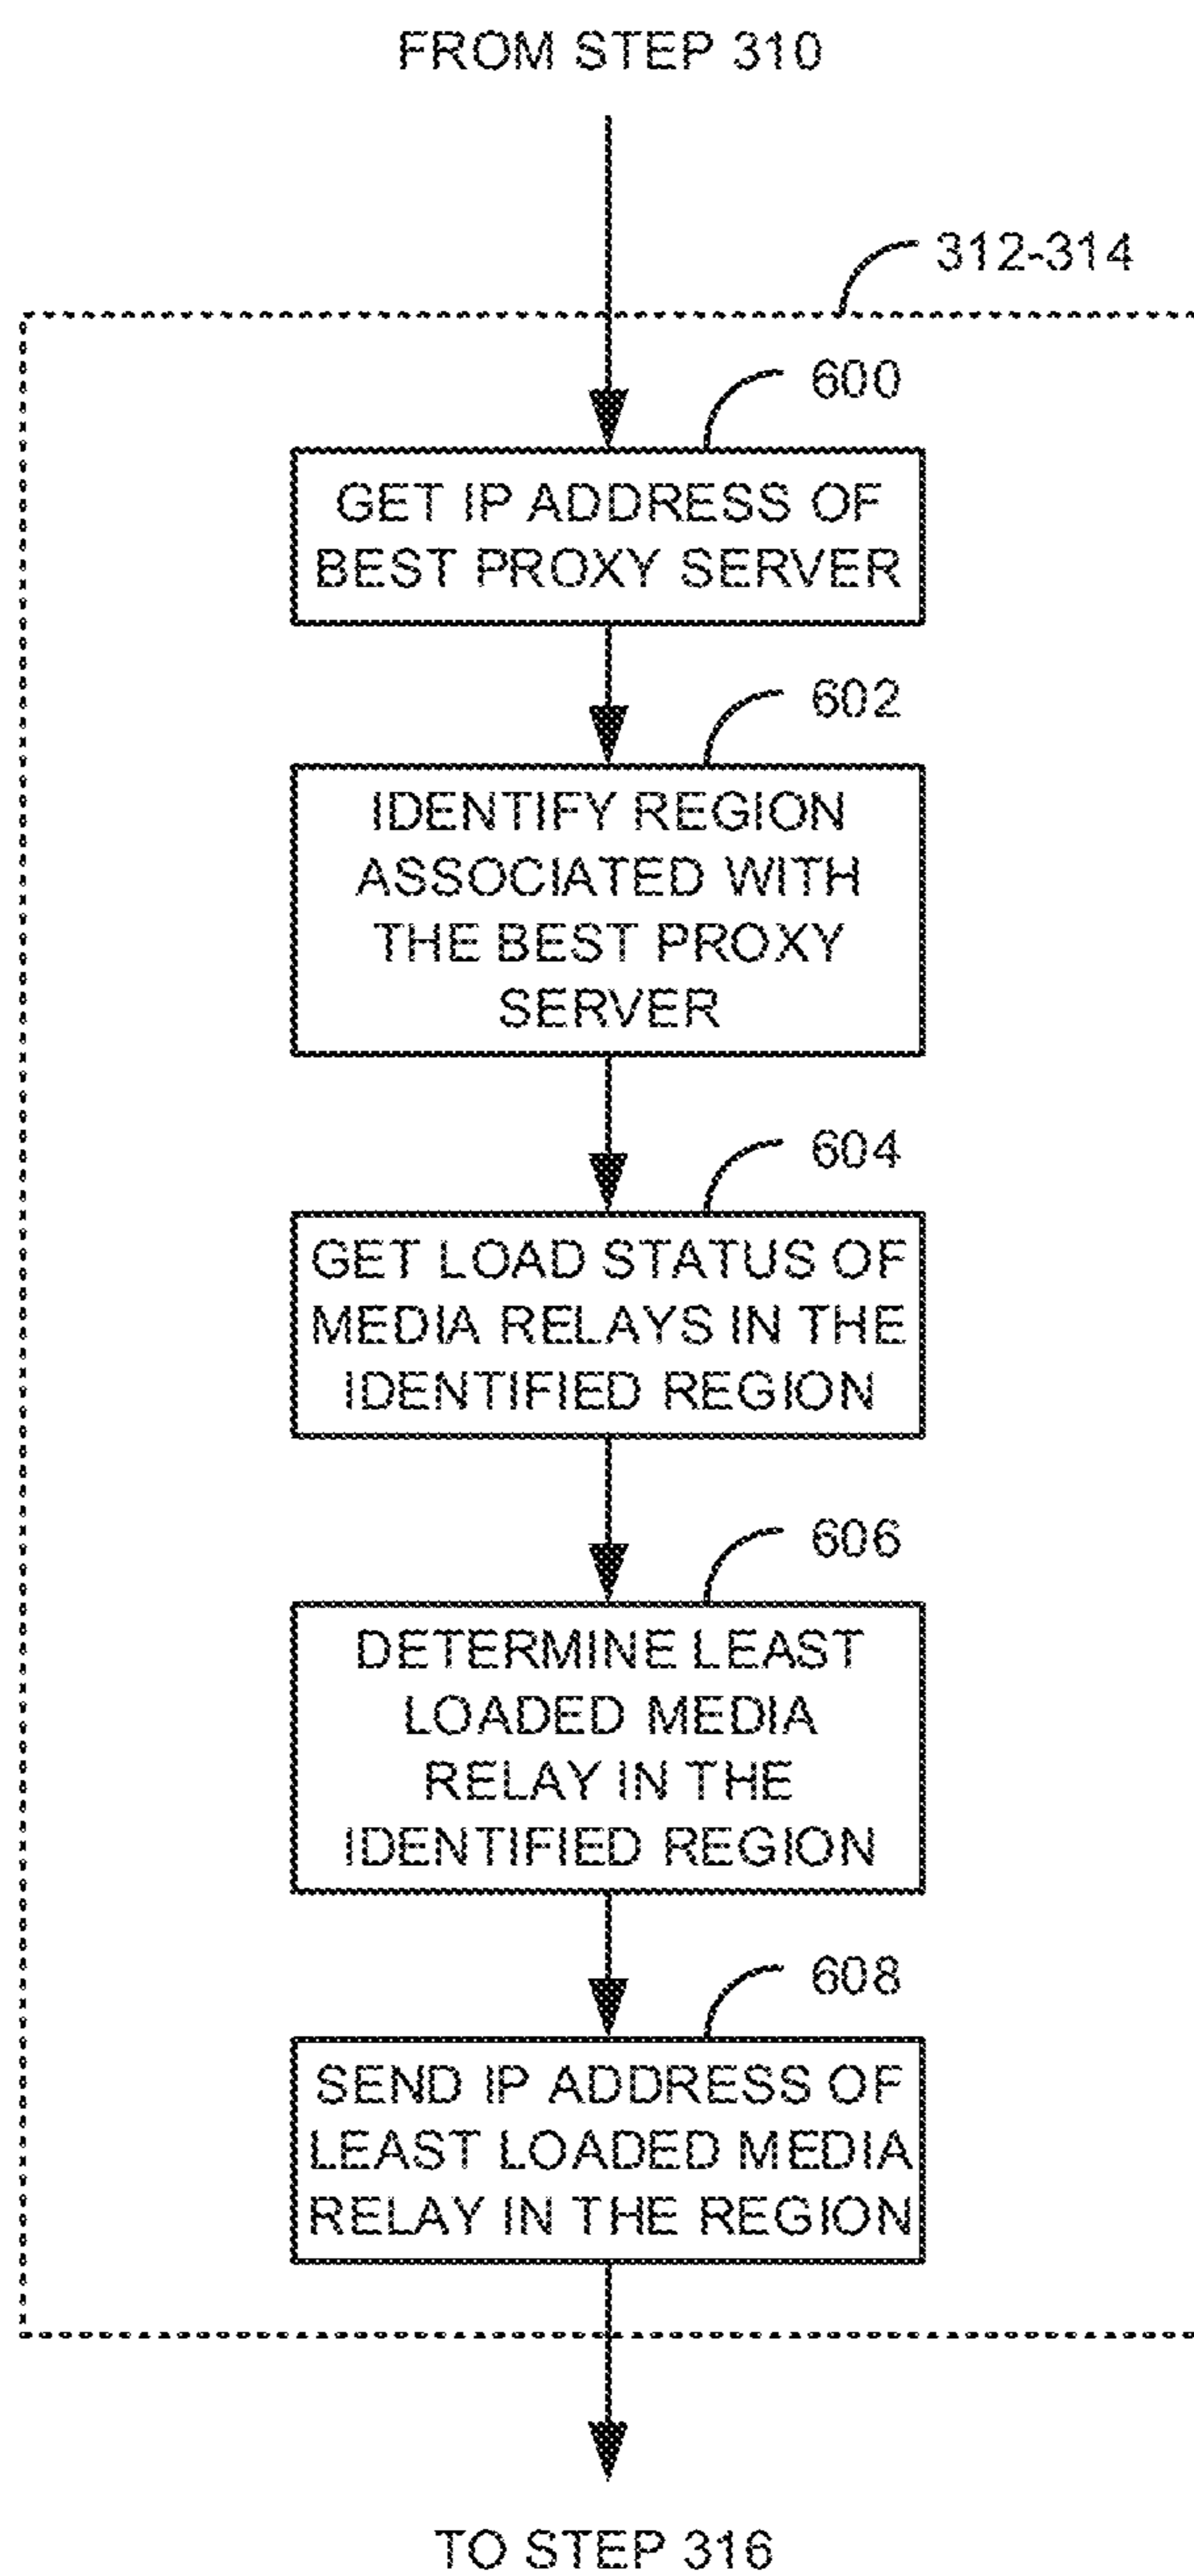 FROM STEP 310
312-314
600
GET IP ADDRESS OF
BEST PROXY SERVER
602
IDENTIFY REGION
ASSOCIATED WITH
THE BEST PROXY
SERVER
604
GET LOAD STATUS OF
MEDIA RELAYS IN THE
IDENTIFIED REGION
606
DETERMINE LEAST
LOADED MEDIA
RELAY IN THE
IDENTIFIED REGION
608
SEND IP ADDRESS OF
LEAST LOADED MEDIA
RELAY IN THE REGION
TO STEP 316